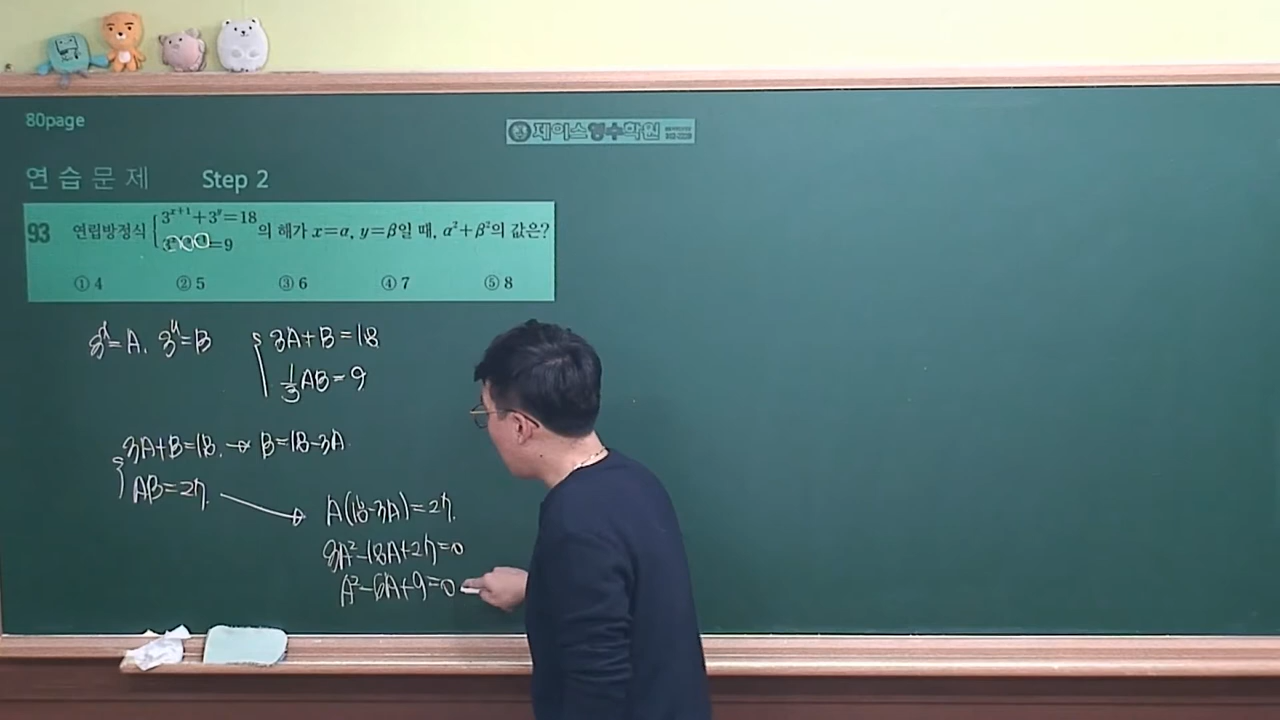 80page
제이스영수학원
연습문제 Step 2
93 연립방정식 { 3^{x+1}+3^y=18 의 해가 x=α, y=β일 때, α²+β²의 값은?
=9
① 4 ② 5 ③ 6 ④ 7 ⑤ 8
3^x=A, 3^y=B
3A+B=18
1/3 AB=9
3A+B=18. → B=18-3A.
AB=27.
A(18-3A)=27.
3A²-18A+27=0
A²-6A+9=0